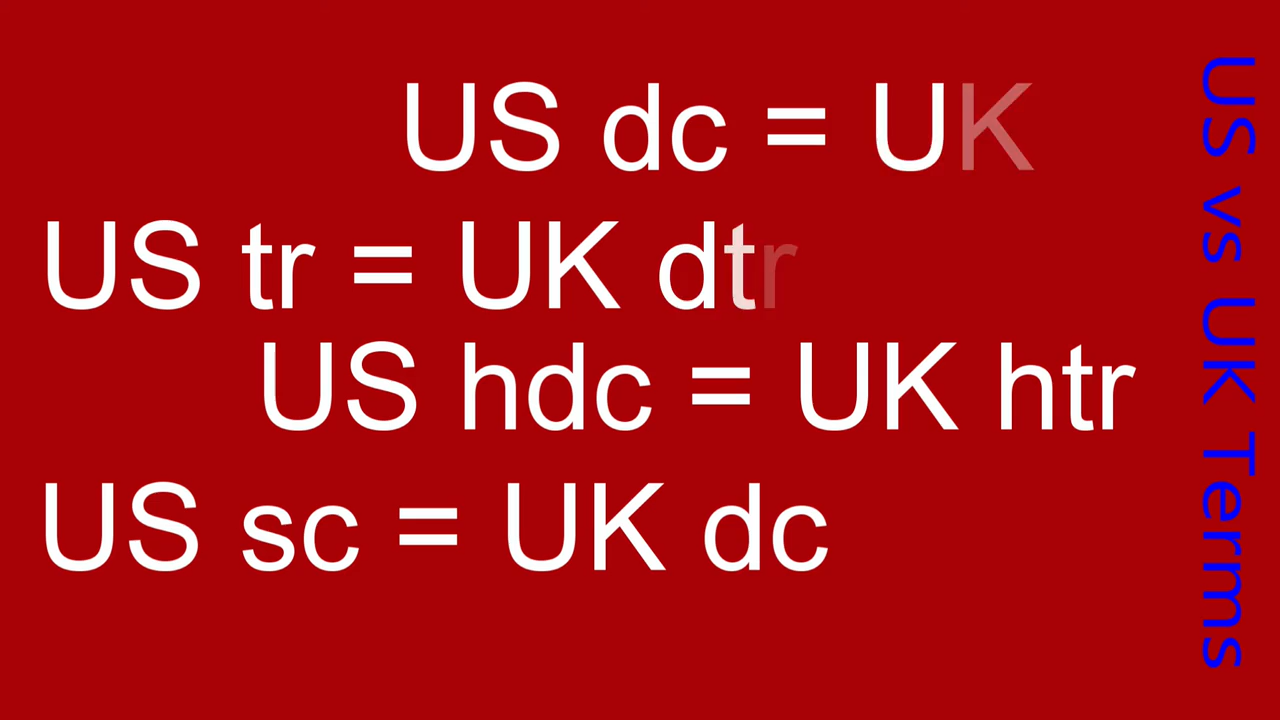 US dc = UK
US tr = UK dtr
US hdc = UK htr
US sc = UK dc
US vs UK Terms